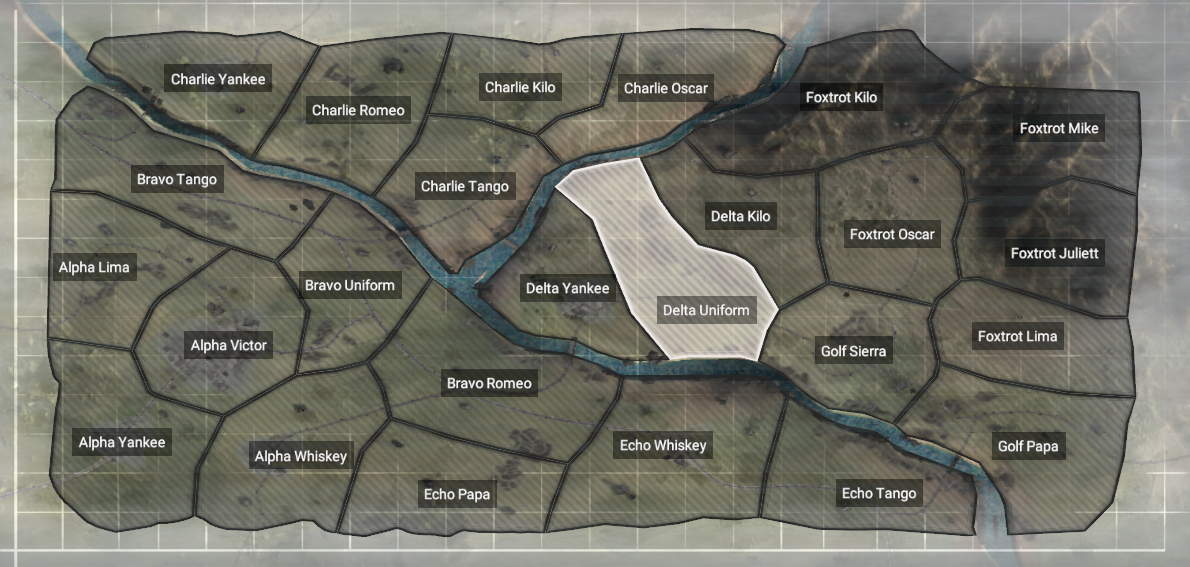 Charlie Yankee
Charlie Romeo
Charlie Kilo
Charlie Oscar
Foxtrot Kilo
Foxtrot Mike
Bravo Tango
Charlie Tango
Delta Kilo
Foxtrot Oscar
Foxtrot Juliett
Alpha Lima
Bravo Uniform
Delta Yankee
Delta Uniform
Alpha Victor
Golf Sierra
Foxtrot Lima
Bravo Romeo
Alpha Yankee
Alpha Whiskey
Echo Whiskey
Golf Papa
Echo Papa
Echo Tango